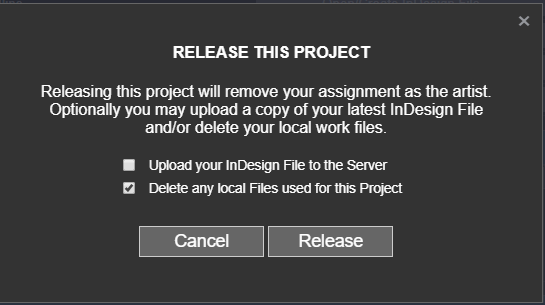 RELEASE THIS PROJECT
Releasing this project will remove your assignment as the artist.
Optionally you may upload a copy of your latest InDesign File
and/or delete your local work files.
Upload your InDesign File to the Server
Delete any local Files used for this Project
Cancel Release